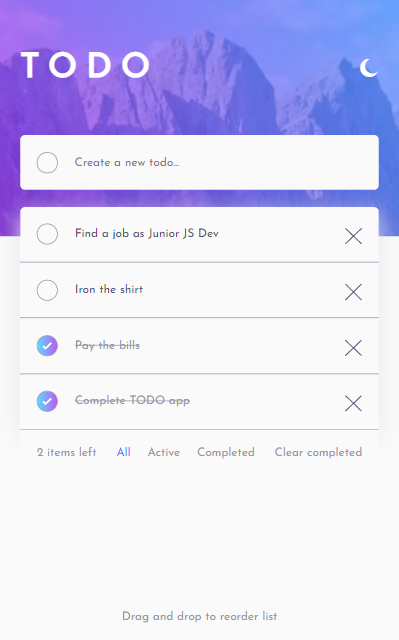 TODO
Create a new todo...
Find a job as Junior JS Dev
Iron the shirt
Pay the bills
Complete TODO app
2 items left All Active Completed Clear completed
Drag and drop to reorder list